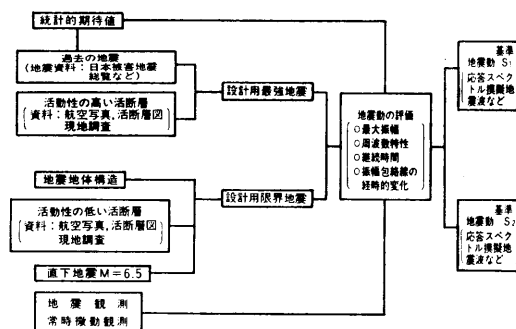 統計的期待値
過去の地震
(地震資料：日本被害地震
総覧など)
活動性の高い活断層
資料：航空写真，活断層図
現地調査
設計用最強地震
地震地体構造
活動性の低い活断層
資料：航空写真，活断層図
現地調査
直下地震M＝6.5
設計用限界地震
地震観測
常時微動観測
地震動の評価
○最大振幅
○周波数特性
○継続時間
○振幅包絡線の
経時的変化
基準
地震動 S₁
応答スペク
トル模擬地
震波など
基準
地震動 S₂
応答スペク
トル模擬地
震波など